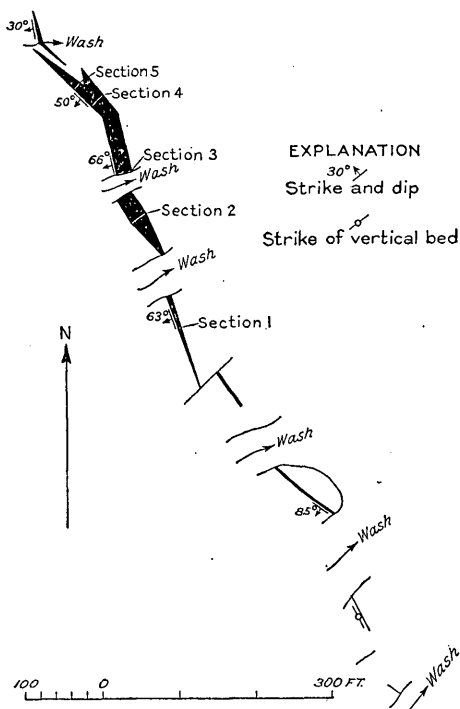 30°
Wash
Section 5
Section 4
50°
66°
Section 3
Wash
Section 2
Wash
63°
Section 1
EXPLANATION
30°
Strike and dip
Strike of vertical bed
N
Wash
85°
Wash
Wash
100 0 300 FT.